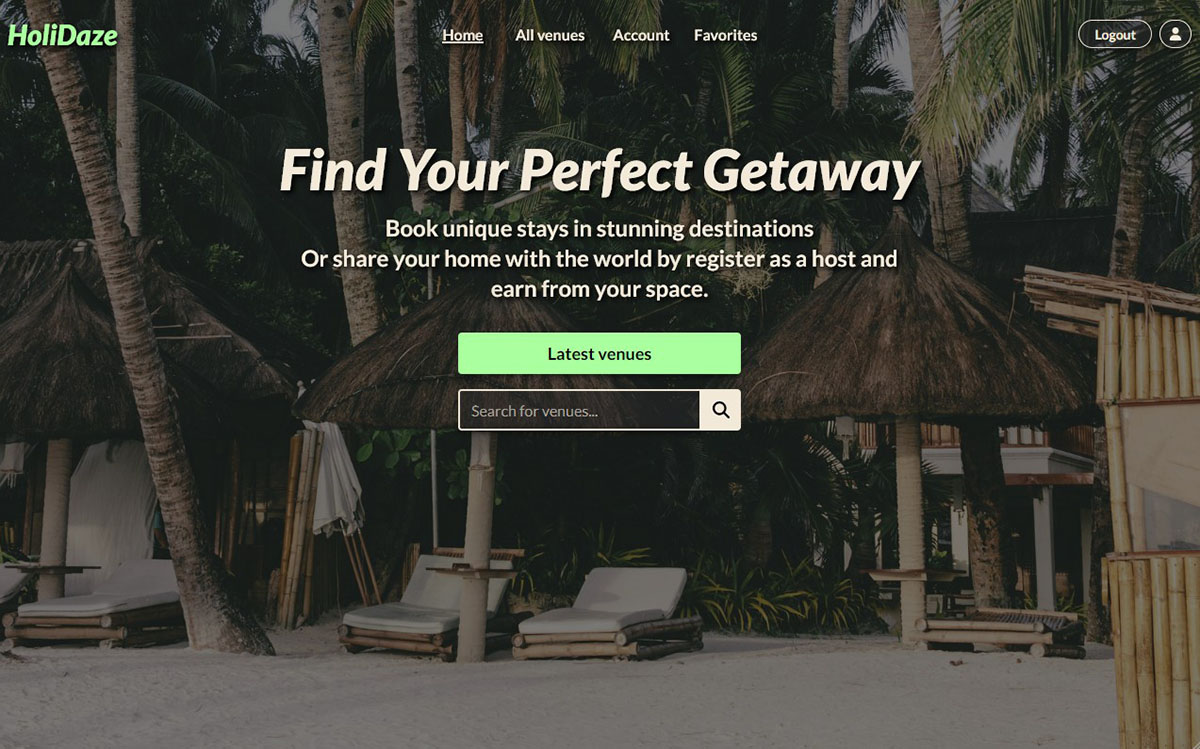 HoliDaze
Home
All venues
Account
Favorites
Logout
Find Your Perfect Getaway
Book unique stays in stunning destinations
Or share your home with the world by register as a host and
earn from your space.
Latest venues
Search for venues...